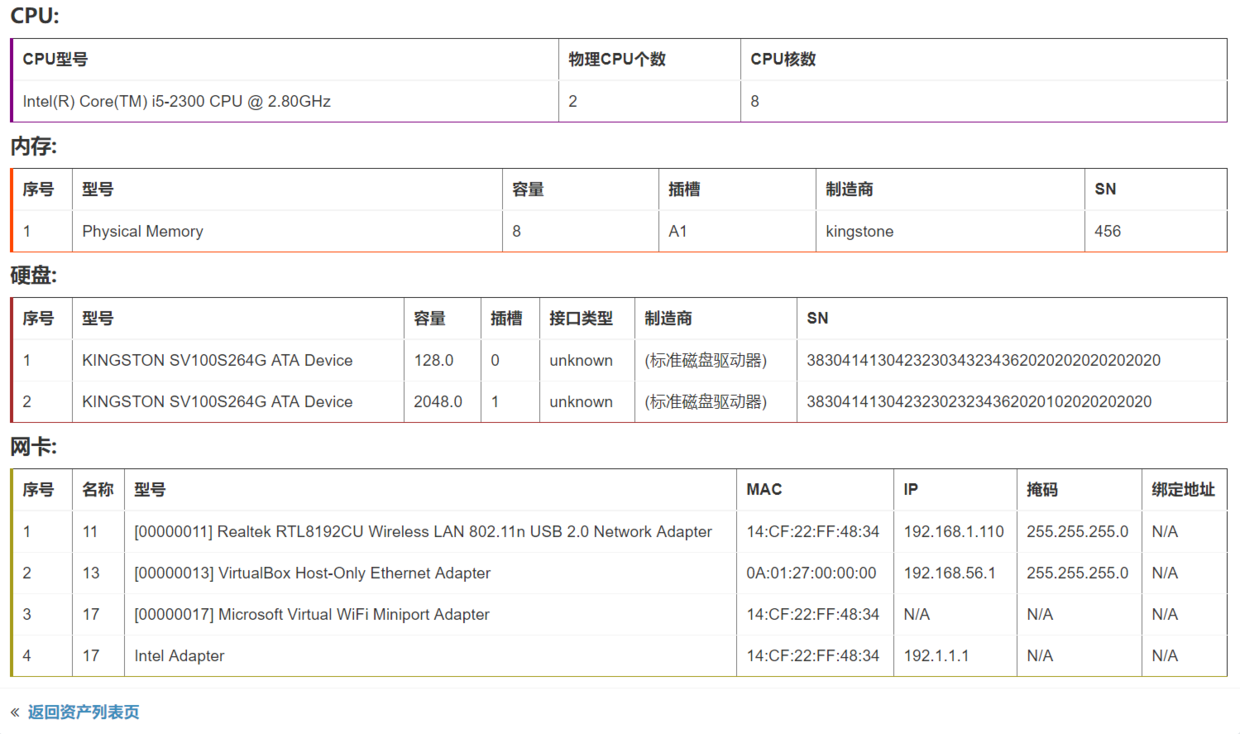 CPU:
CPU型号 物理CPU个数 CPU核数
Intel(R) Core(TM) i5-2300 CPU @ 2.80GHz 2 8
内存:
序号 型号 容量 插槽 制造商 SN
1 Physical Memory 8 A1 kingstone 456
硬盘:
序号 型号 容量 插槽 接口类型 制造商 SN
1 KINGSTON SV100S264G ATA Device 128.0 0 unknown (标准磁盘驱动器) 3830414130423230343234362020202020202020
2 KINGSTON SV100S264G ATA Device 2048.0 1 unknown (标准磁盘驱动器) 383041413042323023234362020102020202020
网卡:
序号 名称 型号 MAC IP 掩码 绑定地址
1 11 [00000011] Realtek RTL8192CU Wireless LAN 802.11n USB 2.0 Network Adapter 14:CF:22:FF:48:34 192.168.1.110 255.255.255.0 N/A
2 13 [00000013] VirtualBox Host-Only Ethernet Adapter 0A:01:27:00:00:00 192.168.56.1 255.255.255.0 N/A
3 17 [00000017] Microsoft Virtual WiFi Miniport Adapter 14:CF:22:FF:48:34 N/A N/A N/A
4 17 Intel Adapter 14:CF:22:FF:48:34 192.1.1.1 N/A N/A
« 返回资产列表页